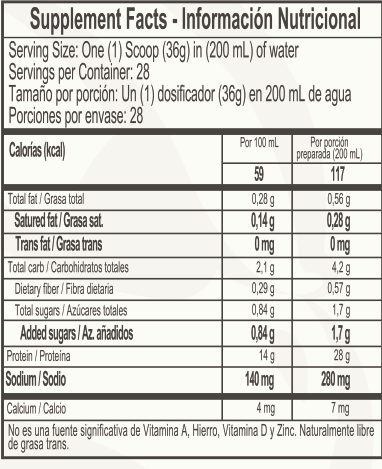 Supplement Facts - Información Nutricional
Serving Size: One (1) Scoop (36g) in (200 mL) of water
Servings per Container: 28
Tamaño por porción: Un (1) dosificador (36g) en 200 mL de agua
Porciones por envase: 28
Calorías (kcal) Por 100 mL Por porción preparada (200 mL)
59 117
Total fat / Grasa total 0,28 g 0,56 g
Satured fat / Grasa sat. 0,14 g 0,28 g
Trans fat / Grasa trans 0 mg 0 mg
Total carb / Carbohidratos totales 2,1 g 4,2 g
Dietary fiber / Fibra dietaria 0,29 g 0,57 g
Total sugars / Azúcares totales 0,84 g 1,7 g
Added sugars / Az. añadidos 0,84 g 1,7 g
Protein / Proteína 14 g 28 g
Sodium / Sodio 140 mg 280 mg
Calcium / Calcio 4 mg 7 mg
No es una fuente significativa de Vitamina A, Hierro, Vitamina D y Zinc. Naturalmente libre
de grasa trans.